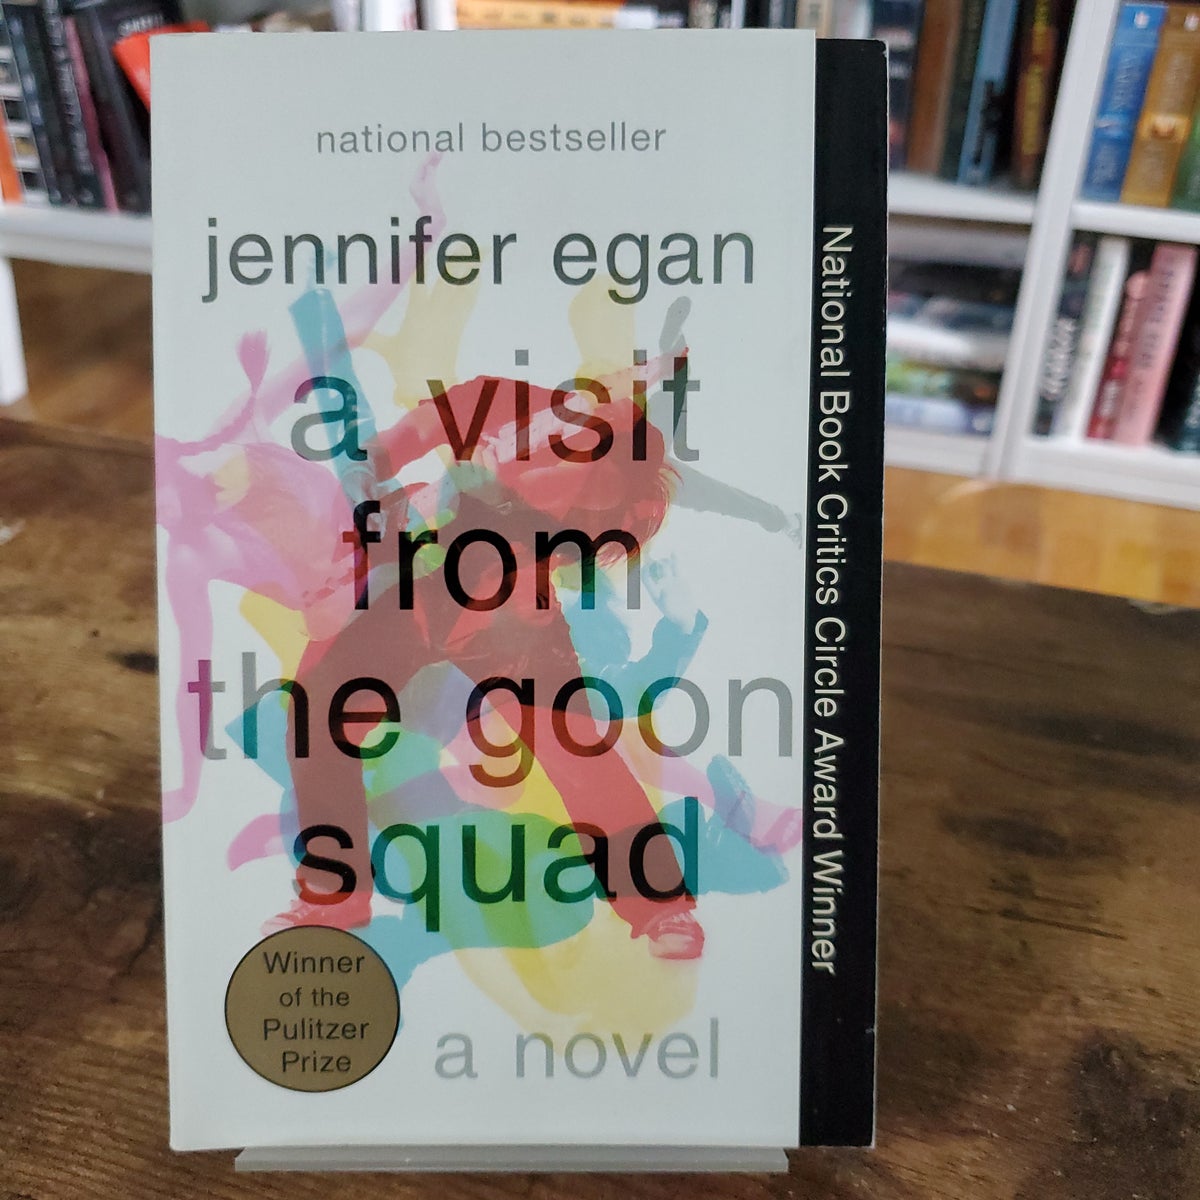 national bestseller
jennifer egan
a visit
from
the goon
squad
a novel
Winner
of the
Pulitzer
Prize
National Book Critics Circle Award Winner